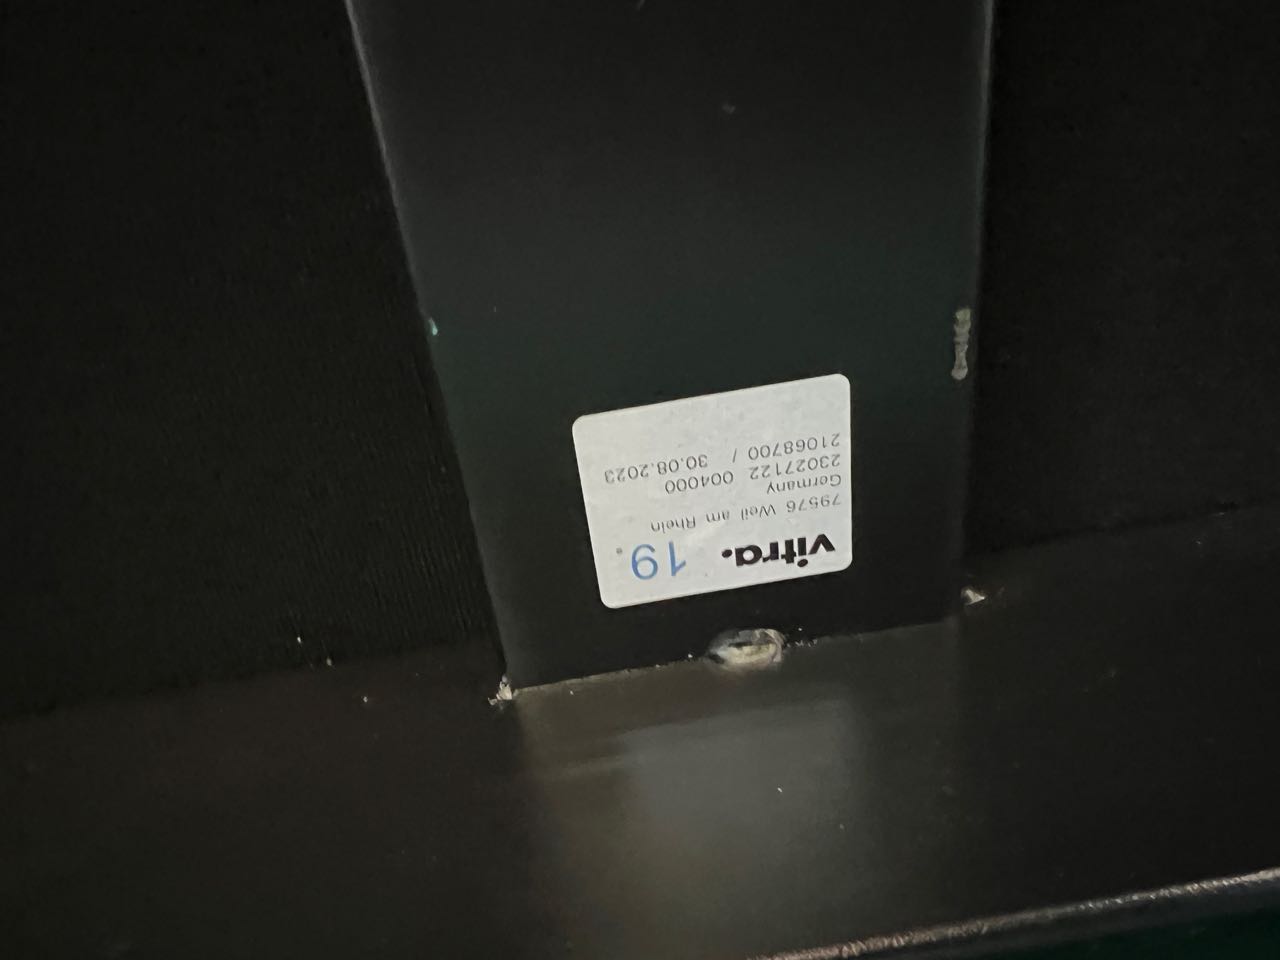 vitra. 19.
79576 Weil am Rhein
Germany
23027122 004000
21068700 / 30.08.2023